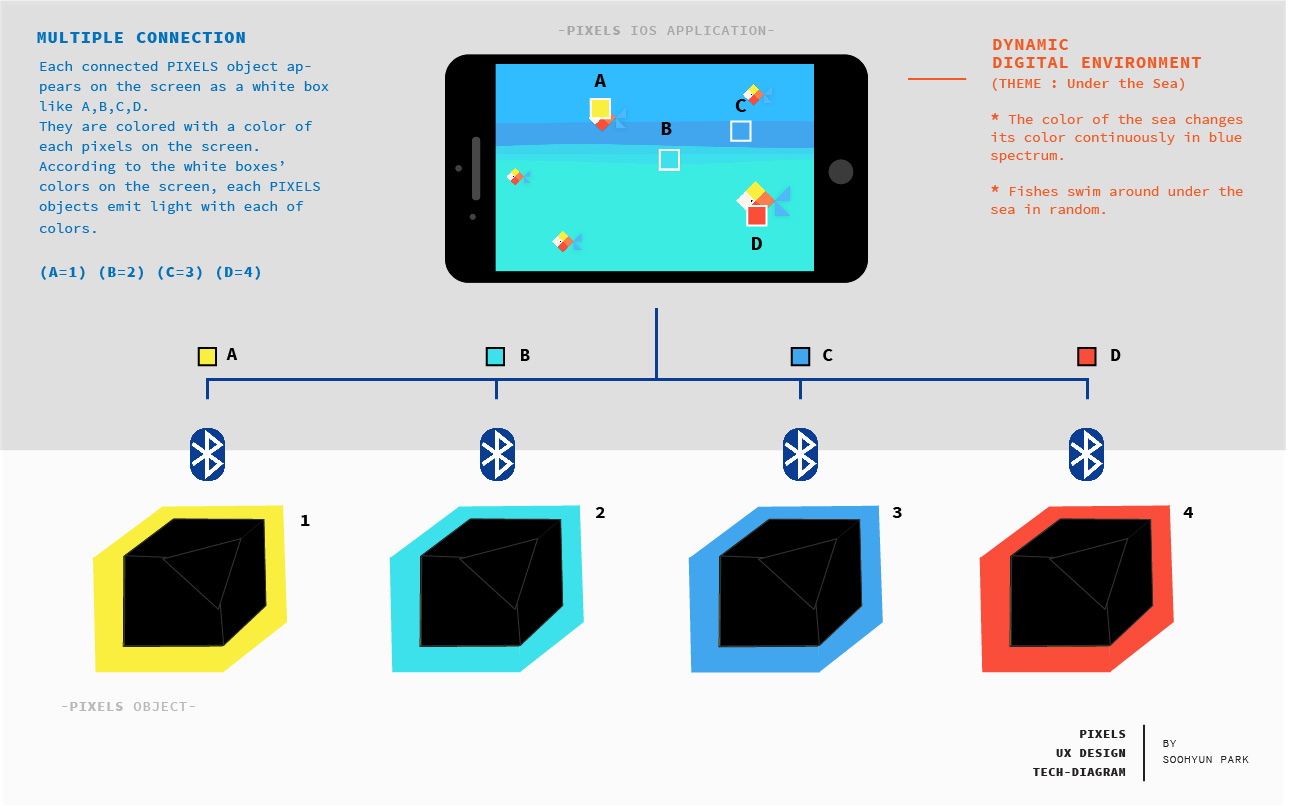 -PIXELS IOS APPLICATION-
MULTIPLE CONNECTION
Each connected PIXELS object ap-
pears on the screen as a white box
like A,B,C,D.
They are colored with a color of
each pixels on the screen.
According to the white boxes’
colors on the screen, each PIXELS
objects emit light with each of
colors.
(A=1) (B=2) (C=3) (D=4)
A
B
C
D
DYNAMIC
DIGITAL ENVIRONMENT
(THEME : Under the Sea)
* The color of the sea changes
its color continuously in blue
spectrum.
* Fishes swim around under the
sea in random.
A
B
C
D
1
2
3
4
-PIXELS OBJECT-
PIXELS
UX DESIGN
TECH-DIAGRAM
BY
SOOHYUN PARK